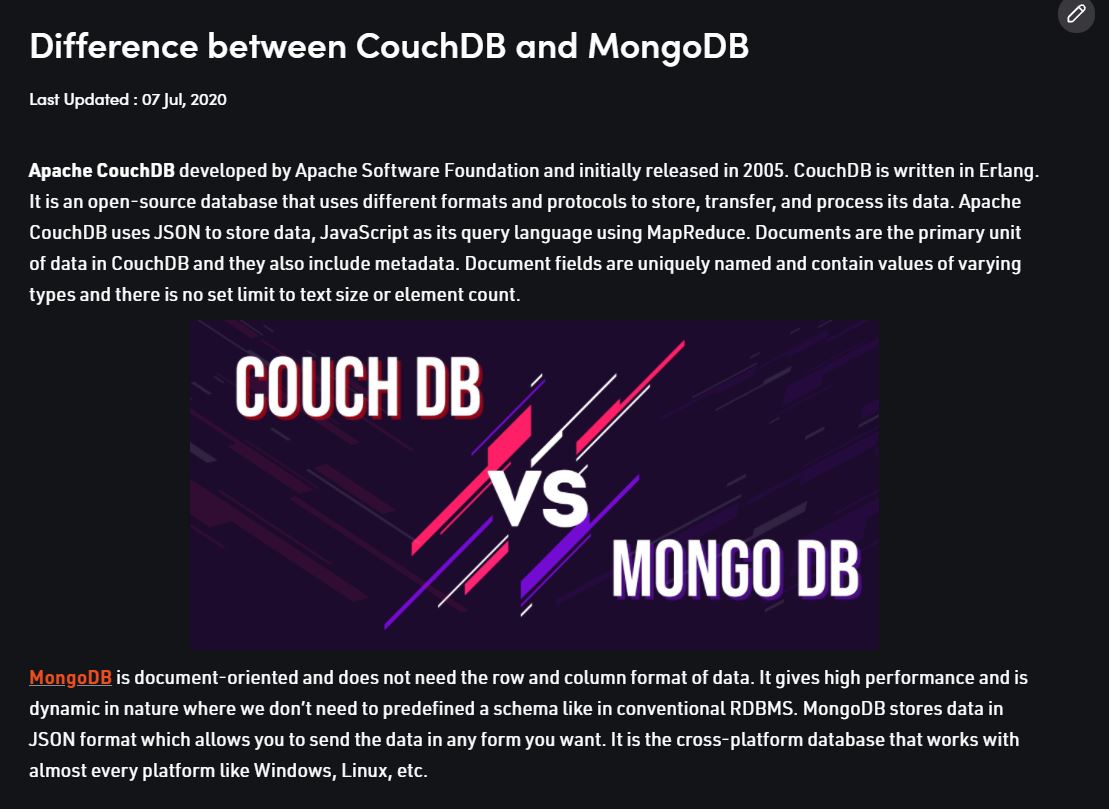 Difference between CouchDB and MongoDB
Last Updated : 07 Jul, 2020
Apache CouchDB developed by Apache Software Foundation and initially released in 2005. CouchDB is written in Erlang.
It is an open-source database that uses different formats and protocols to store, transfer, and process its data. Apache
CouchDB uses JSON to store data, JavaScript as its query language using MapReduce. Documents are the primary unit
of data in CouchDB and they also include metadata. Document fields are uniquely named and contain values of varying
types and there is no set limit to text size or element count.
COUCH DB
VS
MONGO DB
MongoDB is document-oriented and does not need the row and column format of data. It gives high performance and is
dynamic in nature where we don’t need to predefined a schema like in conventional RDBMS. MongoDB stores data in
JSON format which allows you to send the data in any form you want. It is the cross-platform database that works with
almost every platform like Windows, Linux, etc.